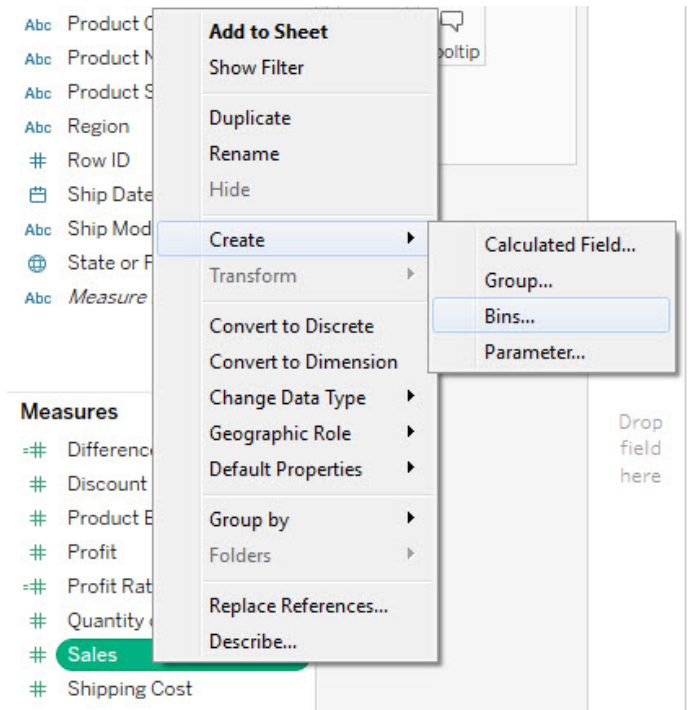 Abc Product
Abc Product
Abc Product
Abc Region
# Row ID
Ship Date
Abc Ship Mod
State or
Abc Measure
Measures
=# Differenc
# Discount
# Product
# Profit
=# Profit Rat
# Quantity
# Sales
# Shipping Cost
Add to Sheet
Show Filter
Duplicate
Rename
Hide
Create
Transform
Convert to Discrete
Convert to Dimension
Change Data Type
Geographic Role
Default Properties
Group by
Folders
Replace References...
Describe...
Calculated Field...
Group...
Bins...
Parameter...
ooltip
Drop
field
here